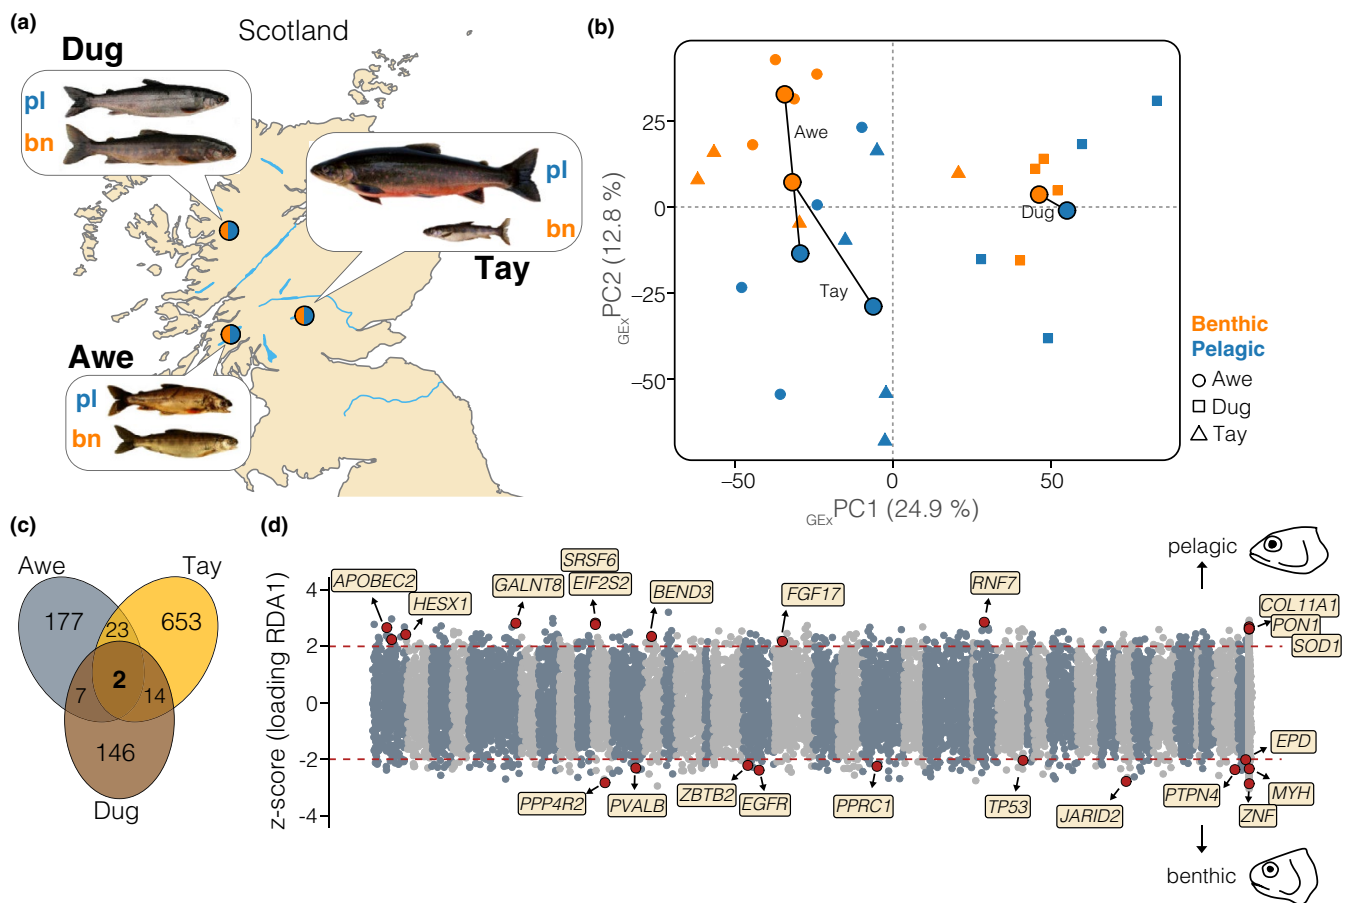 (a)
Scotland
Dug
pl
bn
pl
bn
Tay
Awe
pl
bn
(b)
25
0
−25
−50
GExPC2 (12.8 %)
Awe
Tay
Dug
−50
0
50
GExPC1 (24.9 %)
Benthic
Pelagic
Awe
Dug
Tay
(c)
Awe
Tay
177
23
653
7
2
14
146
Dug
(d)
z-score (loading RDA1)
4
2
0
-2
-4
APOBEC2
HESX1
GALNT8
SRSF6
EIF2S2
BEND3
FGF17
RNF7
pelagic
COL11A1
PON1
SOD1
PPP4R2
PVALB
ZBTB2
EGFR
PPRC1
TP53
JARID2
PTPN4
EPD
MYH
ZNF
benthic